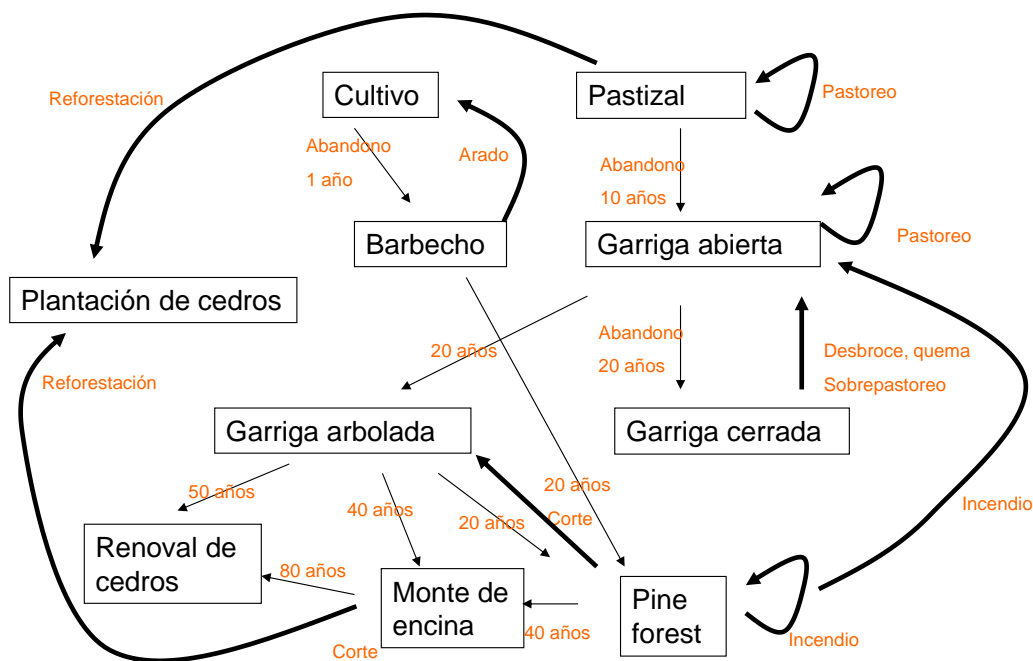 Cultivo
Pastizal
Reforestación
Pastoreo
Abandono
1 año
Arado
Abandono
10 años
Barbecho
Garriga abierta
Pastoreo
Plantación de cedros
20 años
Abandono
20 años
Desbroce, quema
Sobrepastoreo
Reforestación
Garriga arbolada
Garriga cerrada
50 años
40 años
20 años
20 años
Corte
Incendio
Renoval de
cedros
80 años
Monte de
encina
40 años
Pine
forest
Incendio
Corte